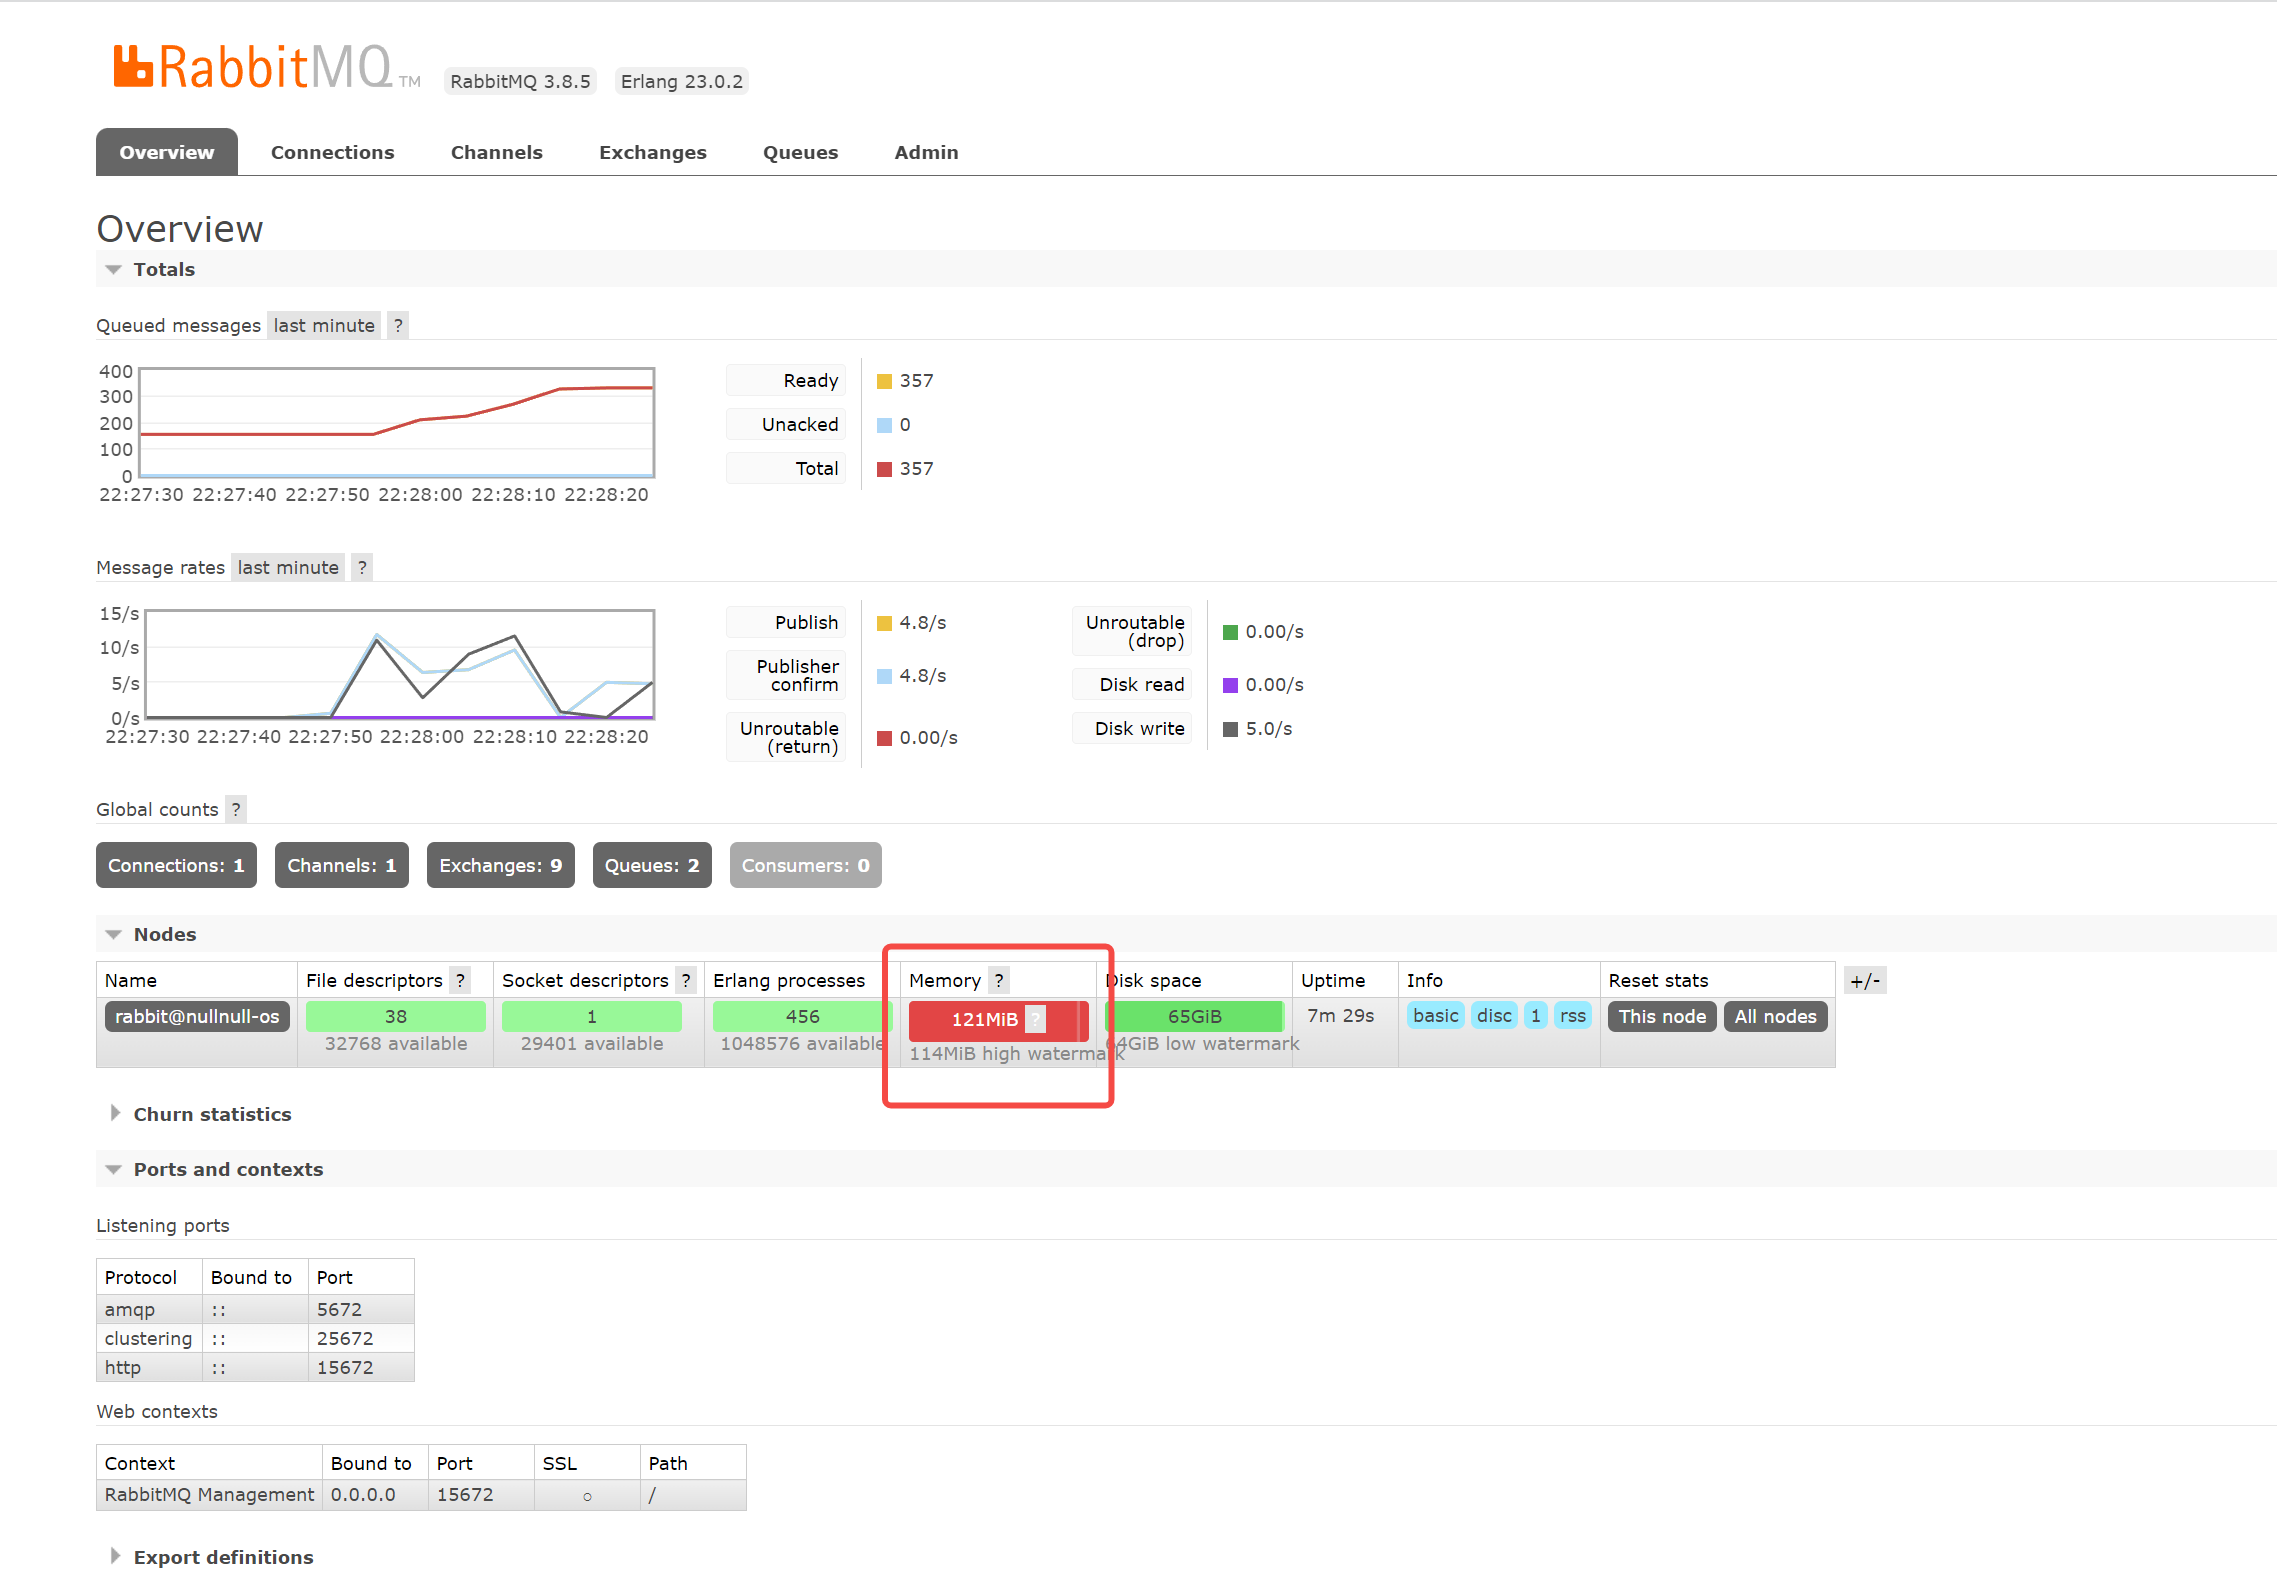 RabbitMQ TM RabbitMQ 3.8.5 Erlang 23.0.2
Overview Connections Channels Exchanges Queues Admin
Overview
Totals
Queued messages last minute ?
400
300
200
100
0
22:27:30 22:27:40 22:27:50 22:28:00 22:28:10 22:28:20
Ready 357
Unacked 0
Total 357
Message rates last minute ?
15/s
10/s
5/s
0/s
22:27:30 22:27:40 22:27:50 22:28:00 22:28:10 22:28:20
Publish 4.8/s
Publisher
confirm 4.8/s
Unroutable
(return) 0.00/s
Unroutable
(drop) 0.00/s
Disk read 0.00/s
Disk write 5.0/s
Global counts ?
Connections: 1 Channels: 1 Exchanges: 9 Queues: 2 Consumers: 0
Nodes
Name File descriptors ? Socket descriptors ? Erlang processes Memory ? Disk space Uptime Info Reset stats +/-
rabbit@nullnull-os 38 1 456 121MiB ? 65GiB 7m 29s basic disc 1 rss This node All nodes
32768 available 29401 available 1048576 available 114MiB high watermark 64GiB low watermark
Churn statistics
Ports and contexts
Listening ports
Protocol Bound to Port
amqp :: 5672
clustering :: 25672
http :: 15672
Web contexts
Context Bound to Port SSL Path
RabbitMQ Management 0.0.0.0 15672 ○ /
Export definitions